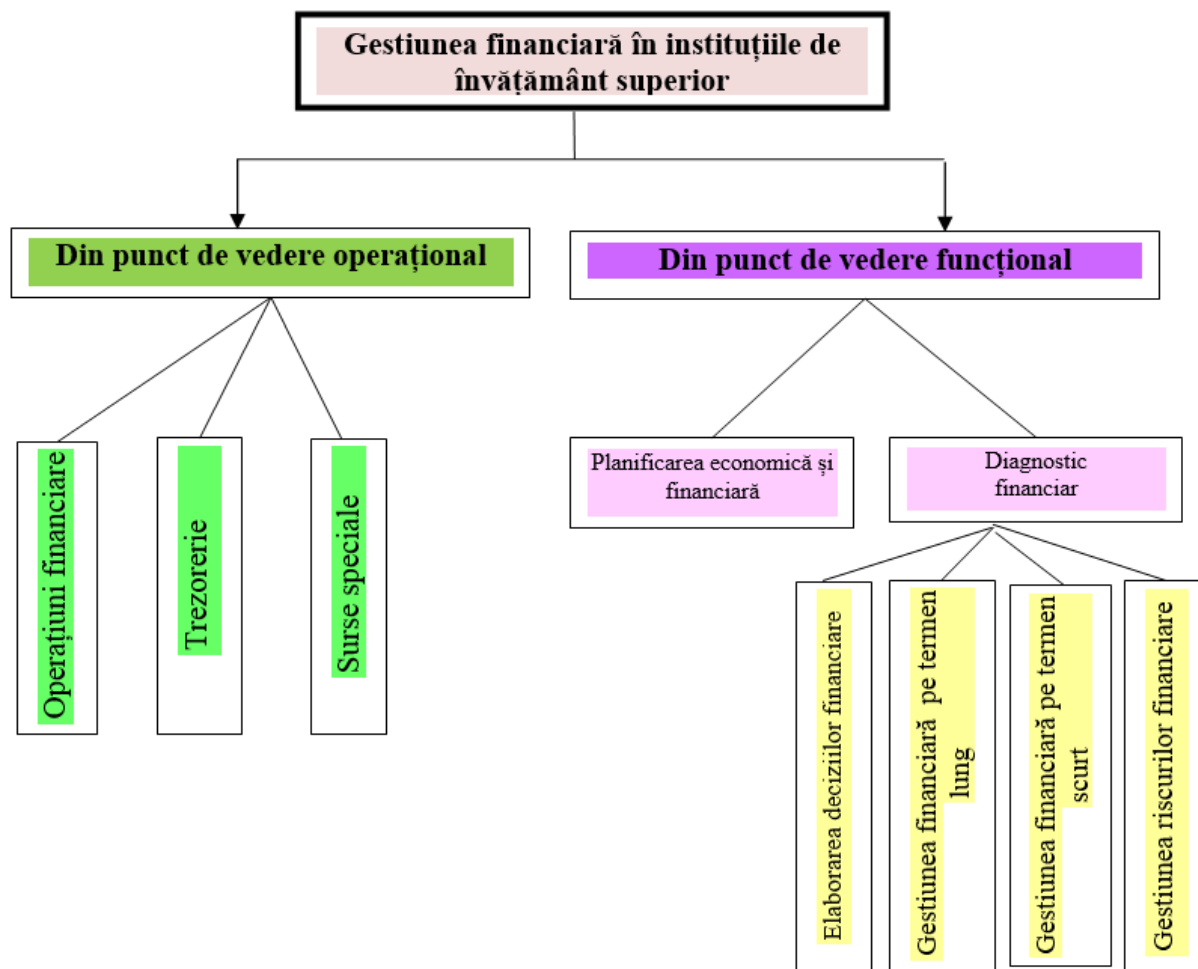 Gestiunea financiară în instituțiile de
învățământ superior
Din punct de vedere operațional
Din punct de vedere funcțional
Operațiuni financiare
Trezorerie
Surse speciale
Planificarea economică și
financiară
Diagnostic
financiar
Elaborarea deciziilor financiare
Gestiunea financiară pe termen
lung
Gestiunea financiară pe termen
scurt
Gestiunea riscurilor financiare